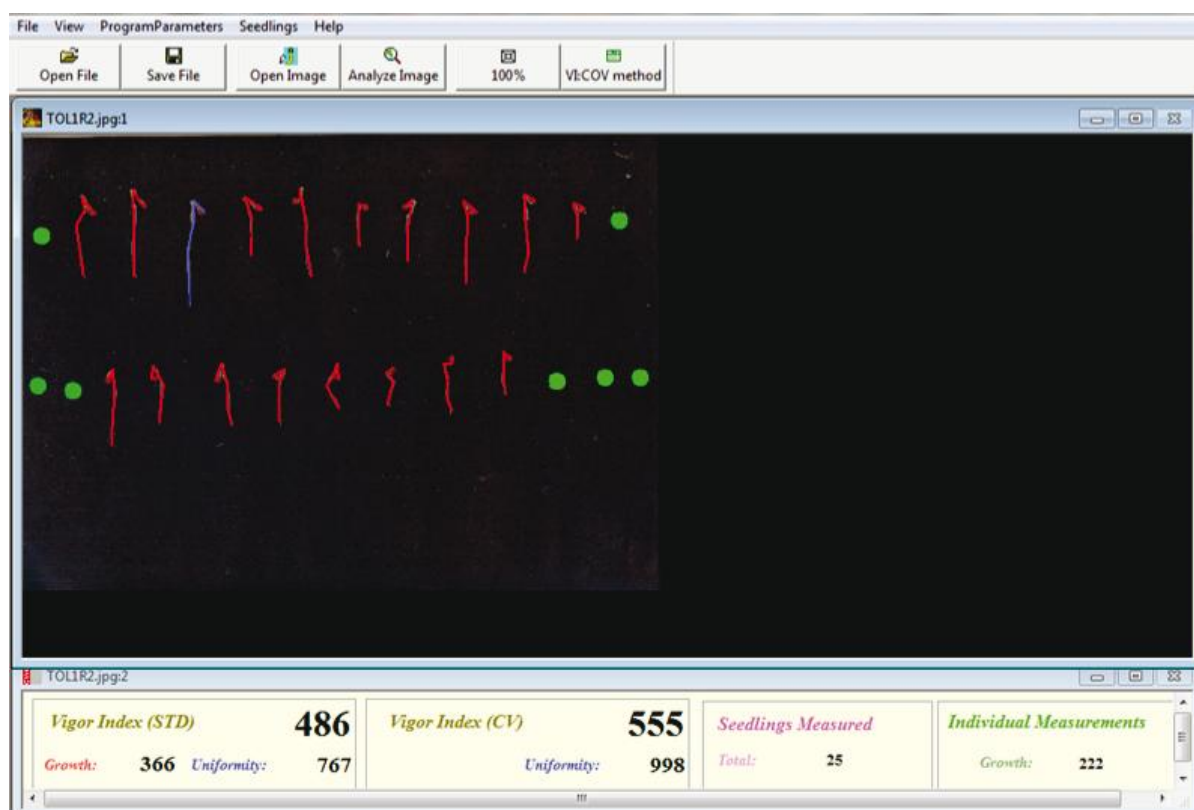 File View ProgramParameters Seedlings Help
Open File Save File Open Image Analyze Image 100% VI:COV method
TOL1R2.jpg:1
TOL1R2.jpg:2
Vigor Index (STD) 486 Vigor Index (CV) 555 Seedlings Measured Individual Measurements
Growth: 366 Uniformity: 767 Uniformity: 998 Total: 25 Growth: 222